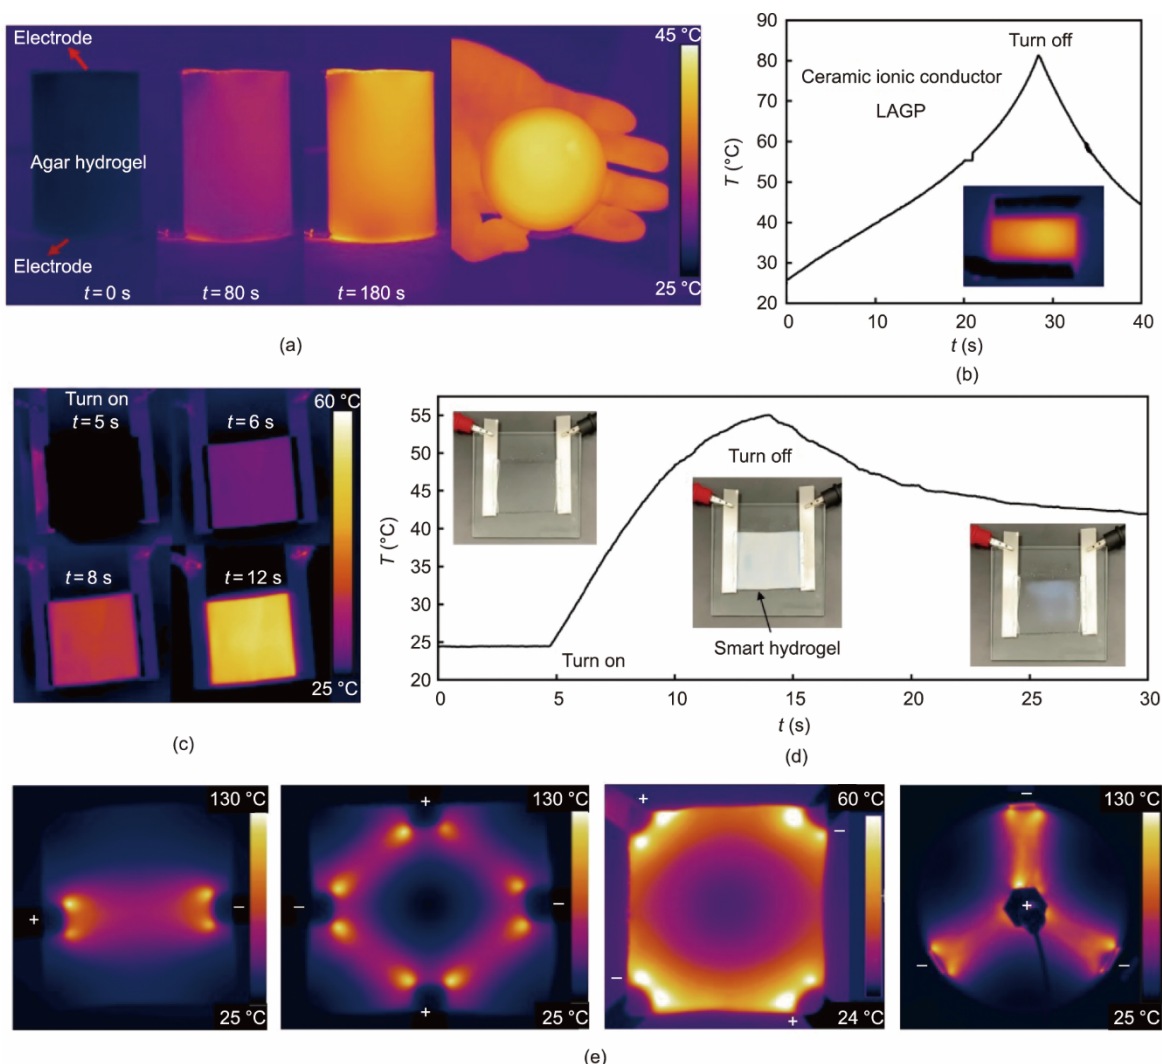 Electrode
Agar hydrogel
Electrode
t = 0 s
t = 80 s
t = 180 s
45 °C
25 °C
(a)
90
80
70
60
50
40
30
20
T (°C)
Turn off
Ceramic ionic conductor
LAGP
0
10
20
30
40
t (s)
(b)
Turn on
t = 5 s
t = 6 s
t = 8 s
t = 12 s
60 °C
25 °C
(c)
55
50
45
40
35
30
25
20
T (°C)
Turn off
Turn on
Smart hydrogel
0
5
10
15
20
25
30
t (s)
(d)
130 °C
+
–
25 °C
130 °C
+
–
–
+
25 °C
60 °C
+
–
–
+
24 °C
130 °C
–
+
–
–
25 °C
(e)